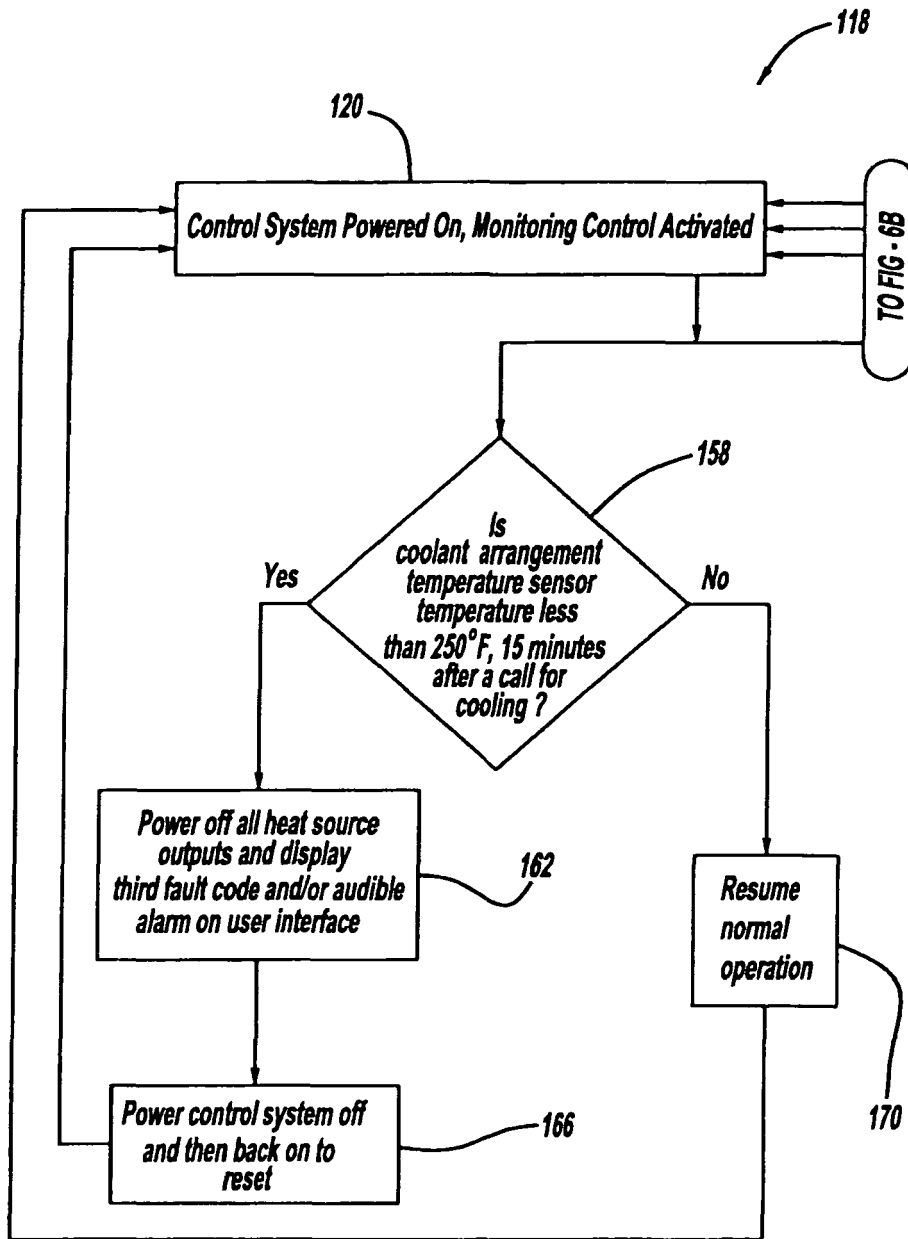 118
120
Control System Powered On, Monitoring Control Activated
TO FIG - 6B
158
Is
coolant arrangement
temperature sensor
temperature less
than 250°F, 15 minutes
after a call for
cooling ?
Yes
No
Power off all heat source
outputs and display
third fault code and/or audible
alarm on user interface
162
Resume
normal
operation
170
Power control system off
and then back on to
reset
166